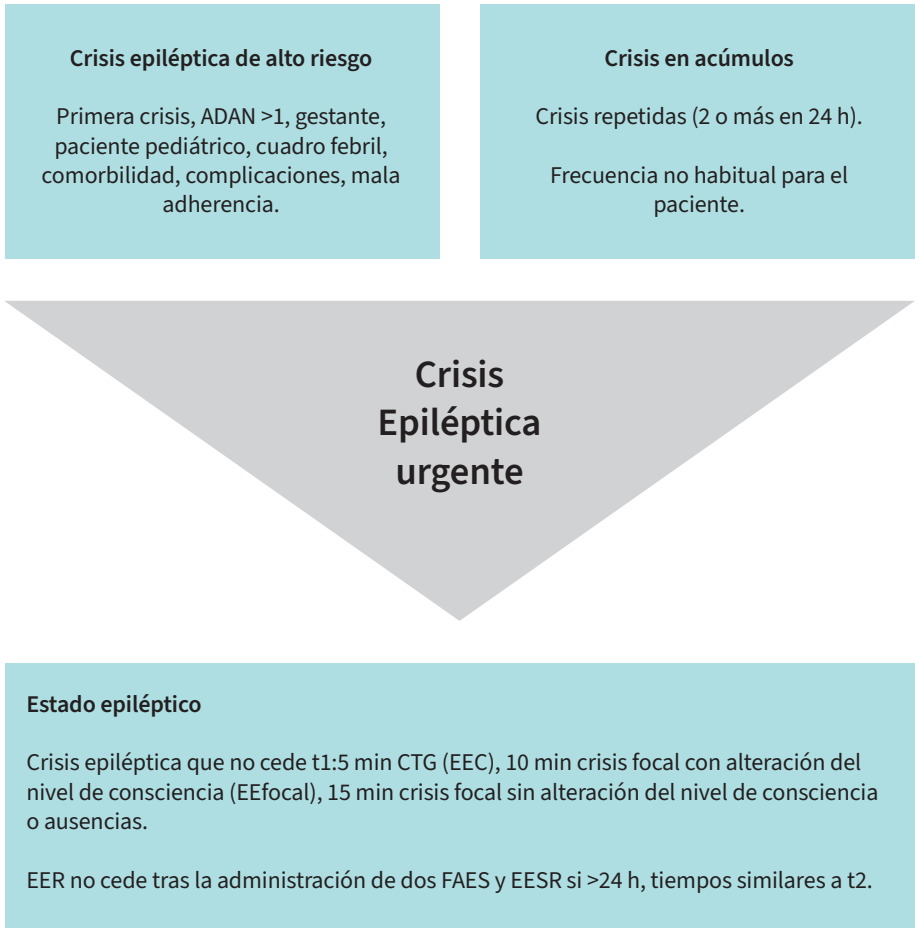 Crisis epiléptica de alto riesgo
Primera crisis, ADAN >1, gestante,
paciente pediátrico, cuadro febril,
comorbilidad, complicaciones, mala
adherencia.
Crisis en acúmulos
Crisis repetidas (2 o más en 24 h).
Frecuencia no habitual para el
paciente.
Crisis
Epiléptica
urgente
Estado epiléptico
Crisis epiléptica que no cede t1:5 min CTG (EEC), 10 min crisis focal con alteración del
nivel de consciencia (EEfocal), 15 min crisis focal sin alteración del nivel de consciencia
o ausencias.
EER no cede tras la administración de dos FAES y EESR si >24 h, tiempos similares a t2.